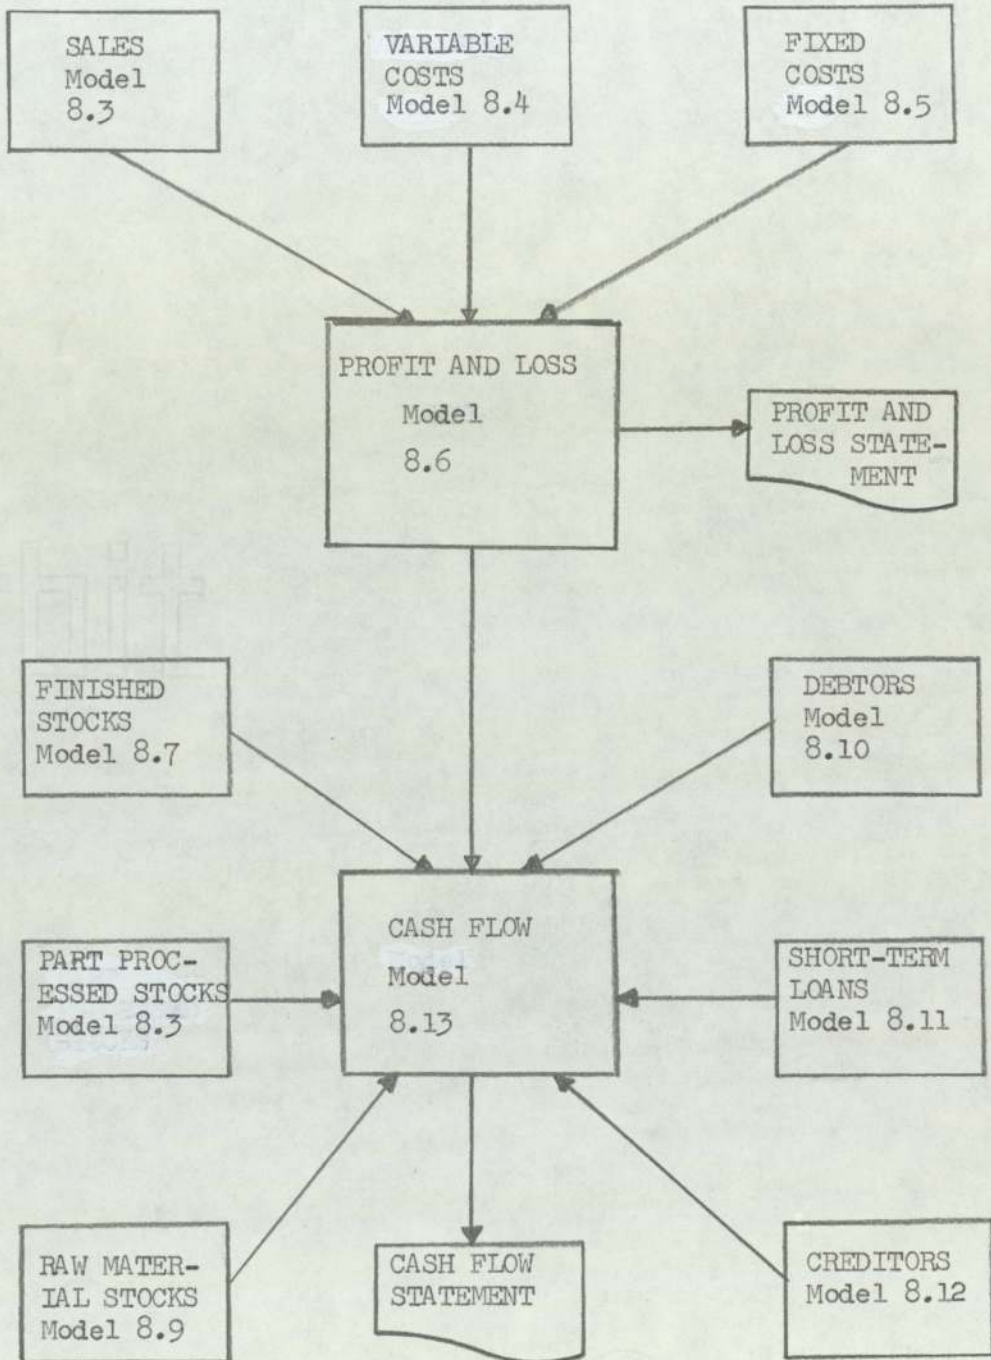 SALES
Model
8.3
VARIABLE
COSTS
Model 8.4
FIXED
COSTS
Model 8.5
PROFIT AND LOSS
Model
8.6
PROFIT AND
LOSS STATE-
MENT
FINISHED
STOCKS
Model 8.7
DEBTORS
Model
8.10
CASH FLOW
Model
8.13
PART PROC-
ESSED STOCKS
Model 8.3
SHORT-TERM
LOANS
Model 8.11
RAW MATER-
IAL STOCKS
Model 8.9
CASH FLOW
STATEMENT
CREDITORS
Model 8.12